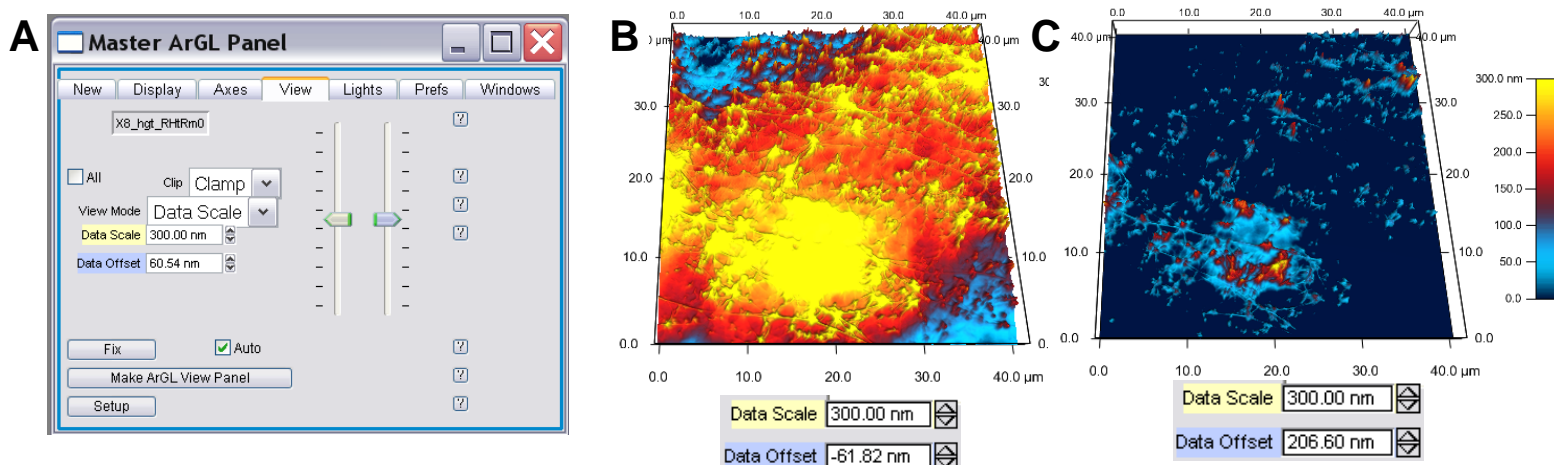 A
Master ArGL Panel
New Display Axes View Lights Prefs Windows
X8_hgt_RHtRm0
?
All Clip Clamp ?
View Mode Data Scale ?
Data Scale 300.00 nm ?
Data Offset 60.54 nm
Fix Auto ?
Make ArGL View Panel ?
Setup ?
B
0.0 10.0 20.0 40.0 µm
40.0 µm
30.0
30.0
20.0
20.0
10.0
10.0
0.0
0.0 10.0 20.0 30.0 40.0 µm
Data Scale 300.00 nm
Data Offset -61.82 nm
C
0.0 10.0 20.0 30.0 40.0 µm
40.0 µm
40.0 µm
30.0
30.0
20.0
20.0
10.0
10.0
0.0
0.0
0.0 10.0 20.0 30.0 40.0 µm
300.0 nm
250.0
200.0
150.0
100.0
50.0
0.0
Data Scale 300.00 nm
Data Offset 206.60 nm